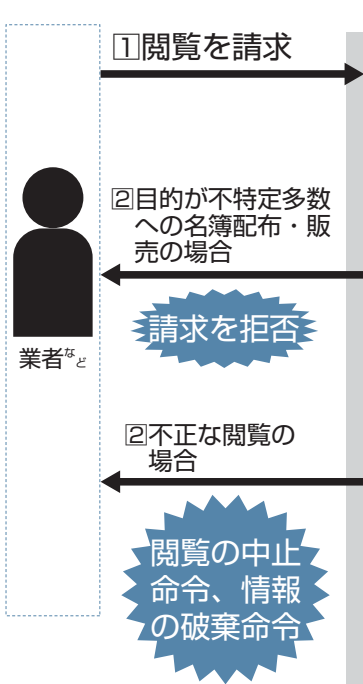 1閲覧を請求
2目的が不特定多数
への名簿配布・販
売の場合
請求を拒否
業者など
2不正な閲覧の
場合
閲覧の中止
命令、情報
の破棄命令